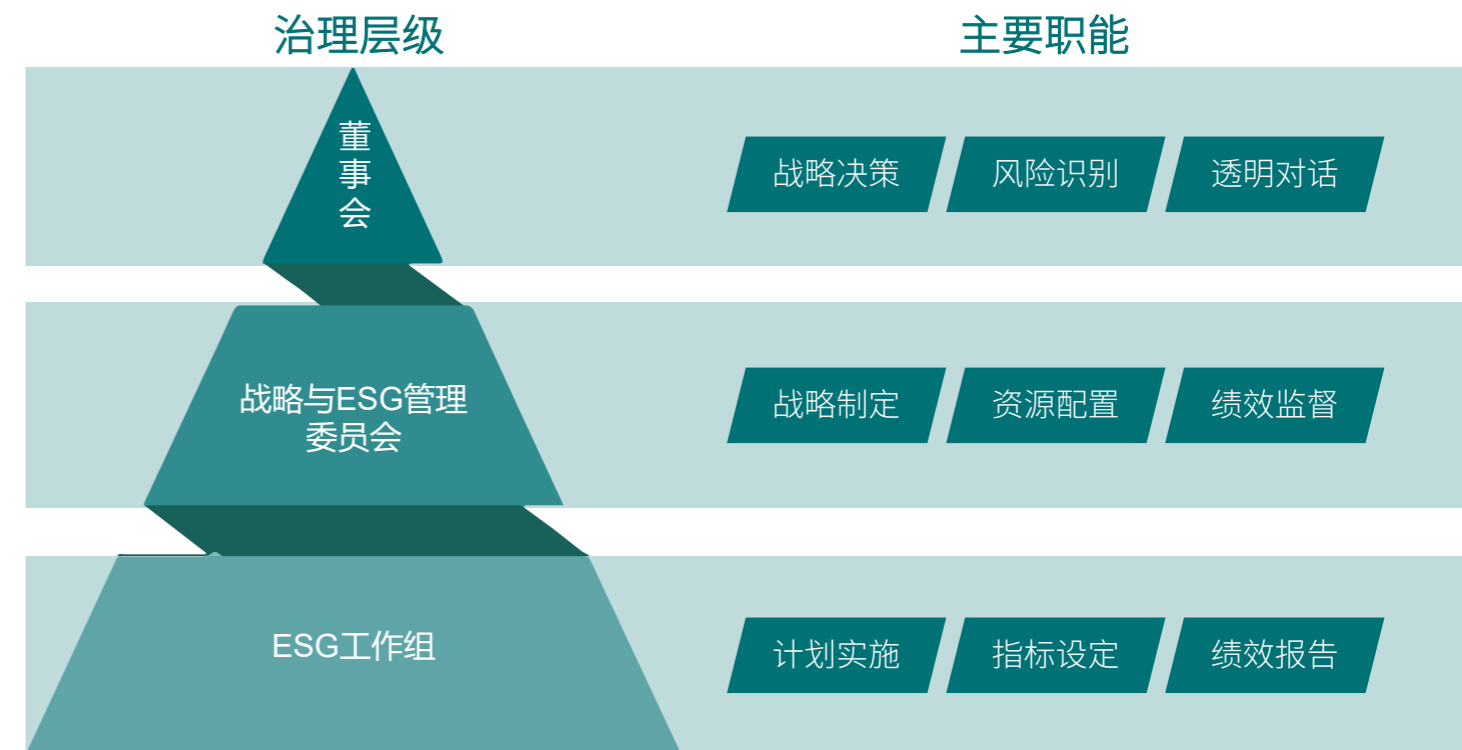 治理层级
主要职能
董事会
战略决策
风险识别
透明对话
战略与ESG管理
委员会
战略制定
资源配置
绩效监督
ESG工作组
计划实施
指标设定
绩效报告